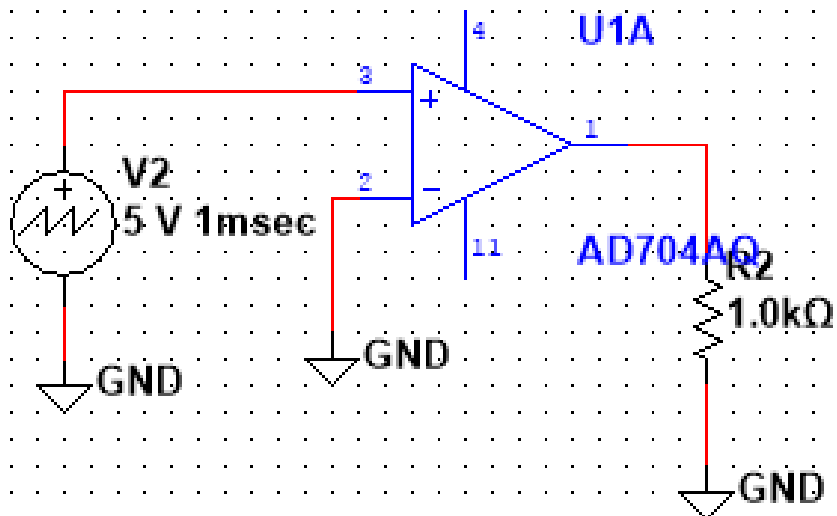 4
U1A
3
+
1
V2
+
5 V 1msec
2
−
11
AD704AQ
R2
1.0kΩ
GND
GND
GND